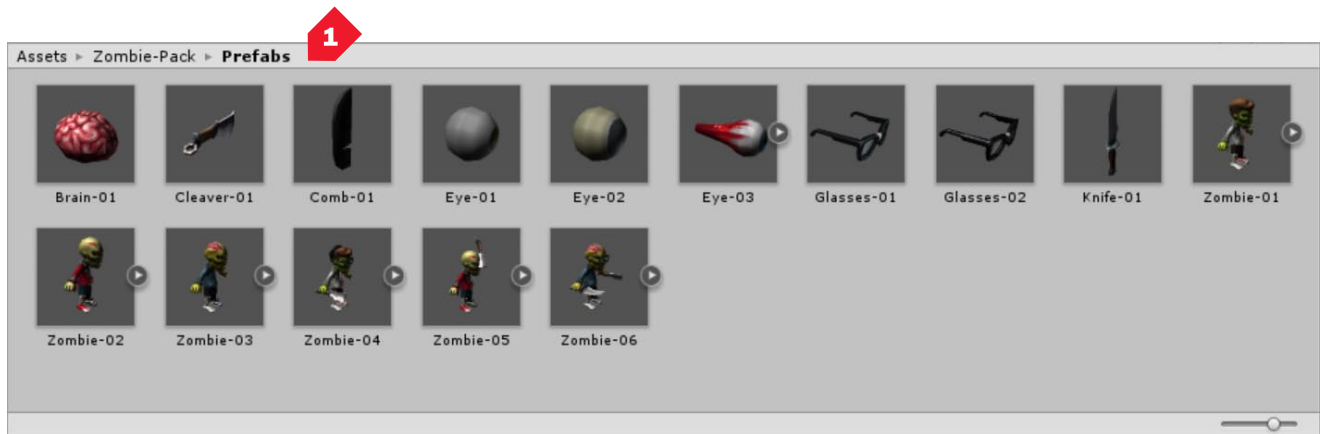 1
Assets ▸ Zombie-Pack ▸ Prefabs
Brain-01 Cleaver-01 Comb-01 Eye-01 Eye-02 Eye-03 Glasses-01 Glasses-02 Knife-01 Zombie-01
Zombie-02 Zombie-03 Zombie-04 Zombie-05 Zombie-06